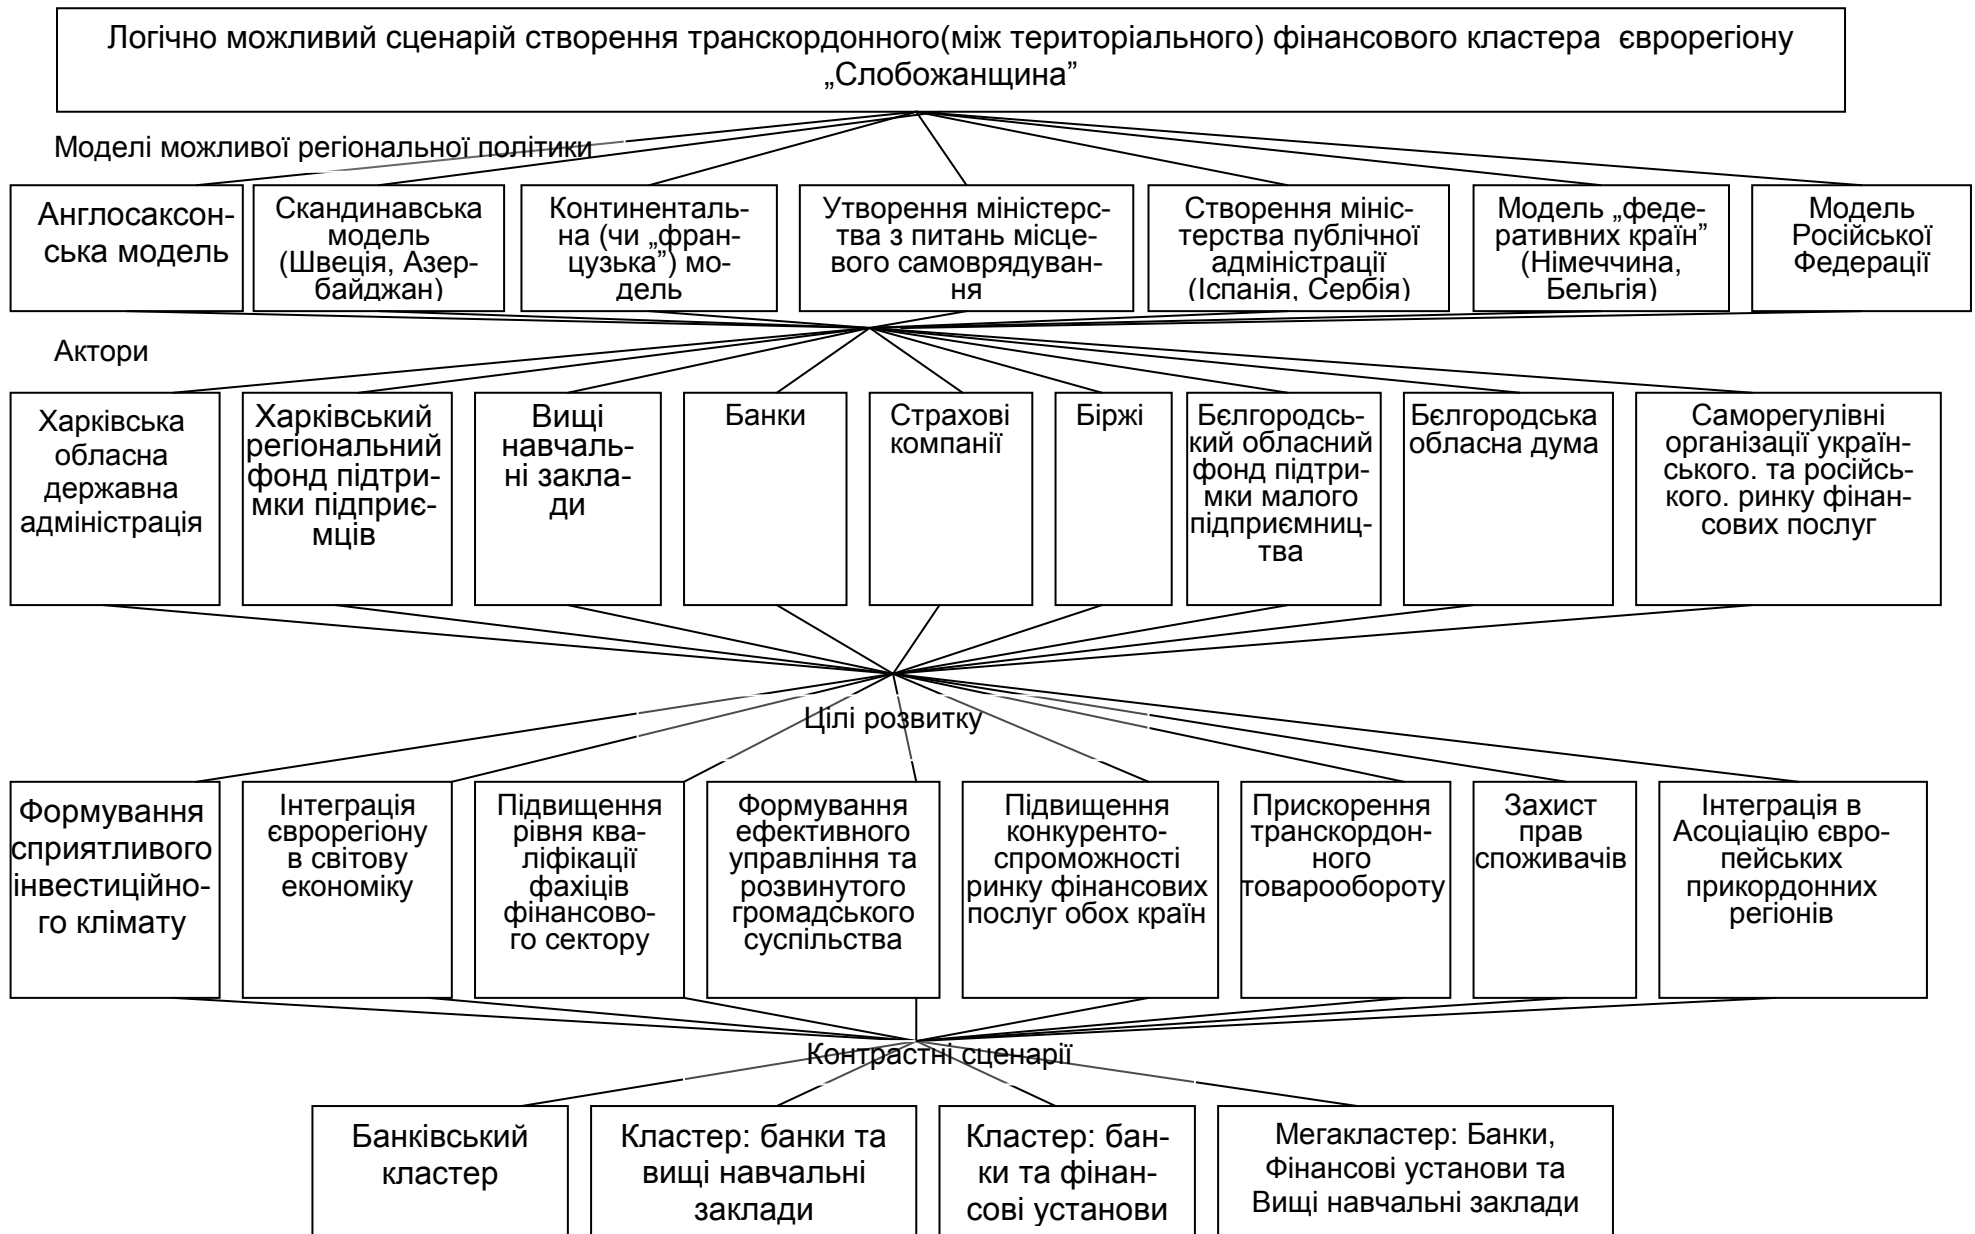 Логічно можливий сценарій створення транскордонного(між територіального) фінансового кластера єврорегіону
„Слобожанщина”
Моделі можливої регіональної політики
Англосаксон-
ська модель
Скандинавська
модель
(Швеція, Азер-
байджан)
Континенталь-
на (чи „фран-
цузька”) мо-
дель
Утворення міністерс-
тва з питань місце-
вого самоврядуван-
ня
Створення мініс-
терства публічної
адміністрації
(Іспанія, Сербія)
Модель „феде-
ративних країн”
(Німеччина,
Бельгія)
Модель
Російської
Федерації
Актори
Харківська
обласна
державна
адміністрація
Харківський
регіональний
фонд підтри-
мки підприє-
мців
Вищі
навчаль-
ні закла-
ди
Банки
Страхові
компанії
Біржі
Бєлгородсь-
кий обласний
фонд підтри-
мки малого
підприємниц-
тва
Бєлгородська
обласна дума
Саморегулівні
організації україн-
ського. та російсь-
кого. ринку фінан-
сових послуг
Цілі розвитку
Формування
сприятливого
інвестиційно-
го клімату
Інтеграція
єврорегіону
в світову
економіку
Підвищення
рівня ква-
ліфікації
фахіців
фінансово-
го сектору
Формування
ефективного
управління та
розвинутого
громадського
суспільства
Підвищення
конкуренто-
спроможності
ринку фінансових
послуг обох країн
Прискорення
транскордон-
ного
товарообороту
Захист
прав
споживачів
Інтеграція в
Асоціацію євро-
пейських
прикордонних
регіонів
Контрастні сценарії
Банківський
кластер
Кластер: банки та
вищі навчальні
заклади
Кластер: бан-
ки та фінан-
сові установи
Мегакластер: Банки,
Фінансові установи та
Вищі навчальні заклади